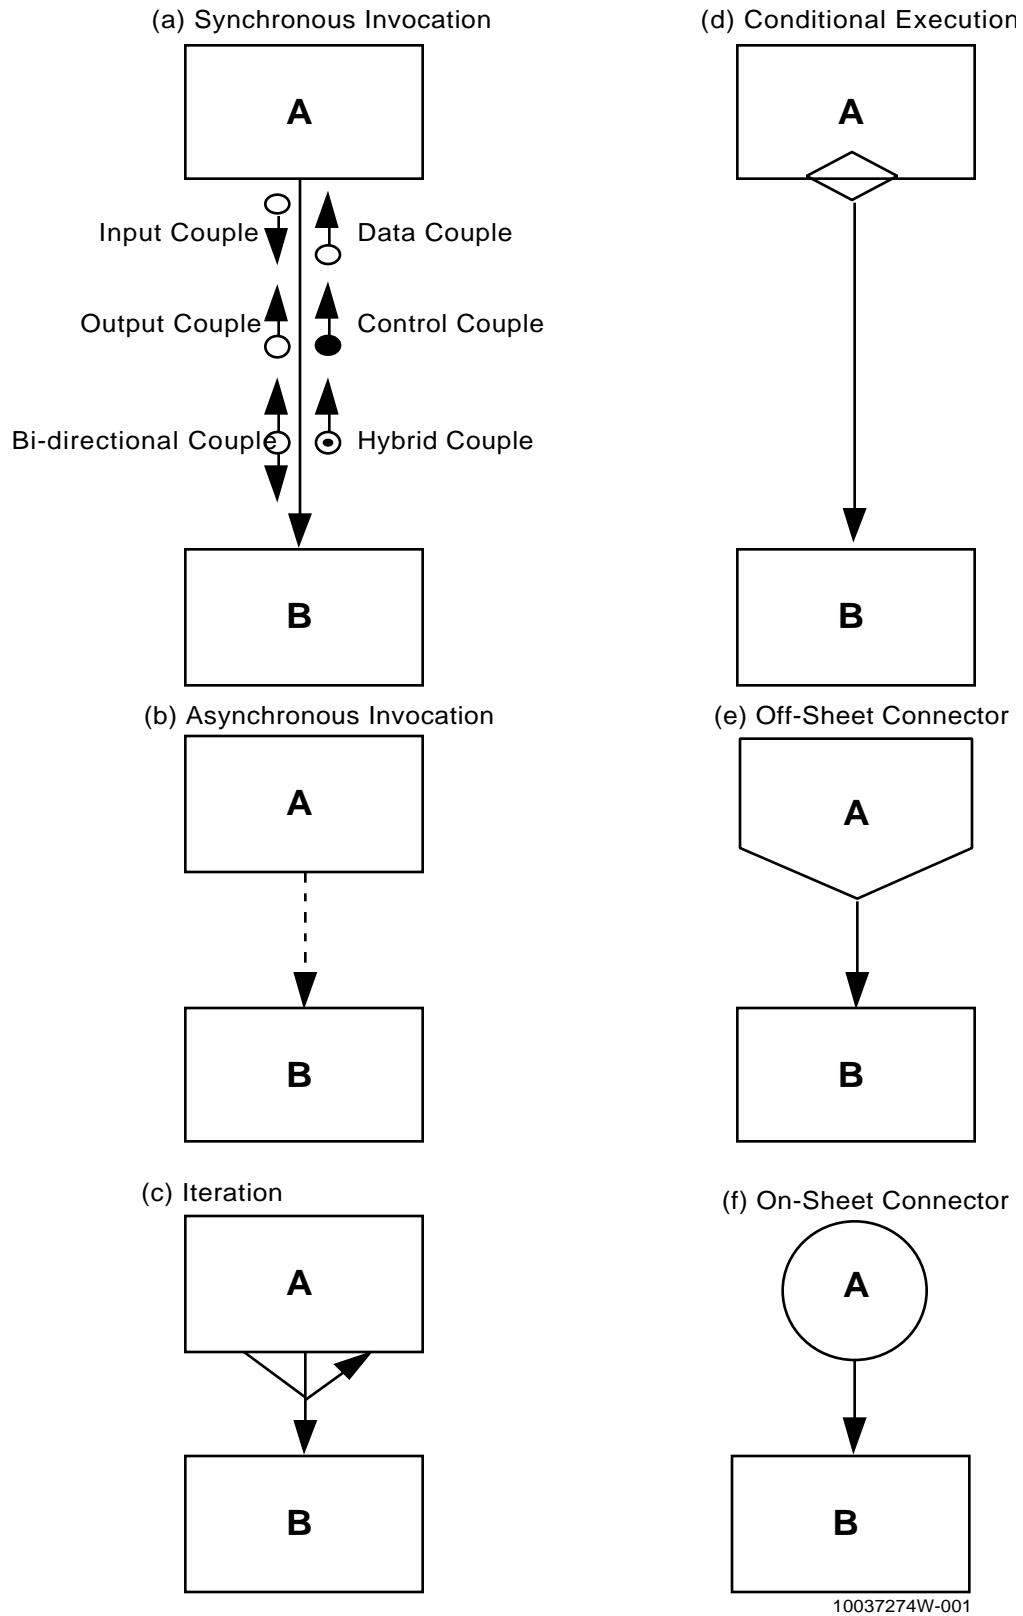 (a) Synchronous Invocation
A
Input Couple
Data Couple
Output Couple
Control Couple
Bi-directional Couple
Hybrid Couple
B
(d) Conditional Execution
A
B
(b) Asynchronous Invocation
A
B
(e) Off-Sheet Connector
A
B
(c) Iteration
A
B
(f) On-Sheet Connector
A
B
10037274W-001